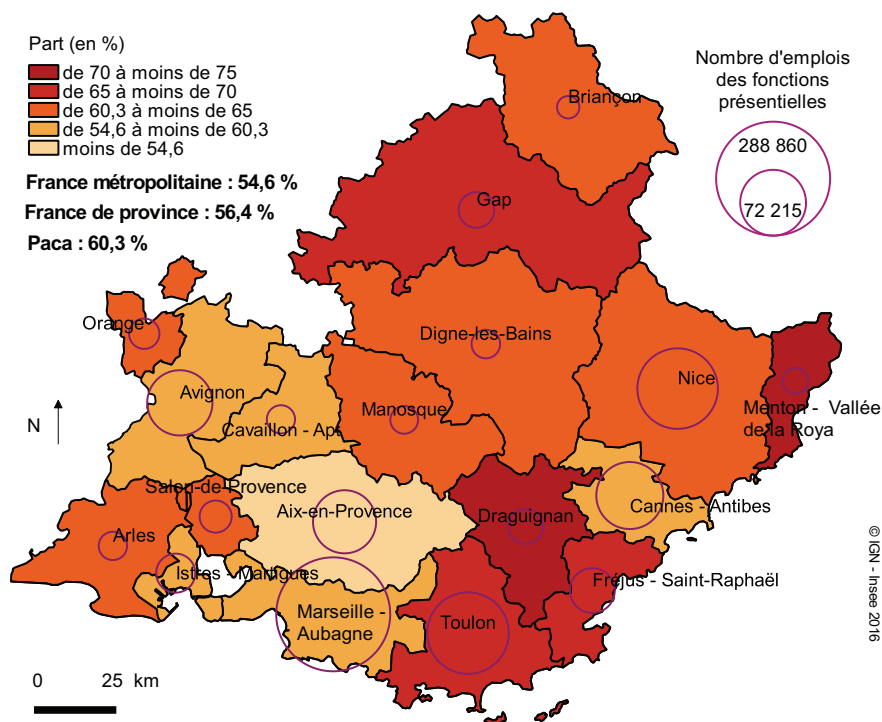 Part (en %)
de 70 à moins de 75
de 65 à moins de 70
de 60,3 à moins de 65
de 54,6 à moins de 60,3
moins de 54,6
France métropolitaine : 54,6 %
France de province : 56,4 %
Paca : 60,3 %
Nombre d'emplois
des fonctions
présentielles
288 860
72 215
Briançon
Gap
Orange
Digne-les-Bains
Avignon
Nice
Manosque
Menton - Vallée
de la Roya
Cavaillon - Apt
N
Salon-de-Provence
Aix-en-Provence
Draguignan
Cannes - Antibes
Arles
Istres - Martigues
Fréjus - Saint-Raphaël
Marseille -
Aubagne
Toulon
0 25 km
© IGN - Insee 2016